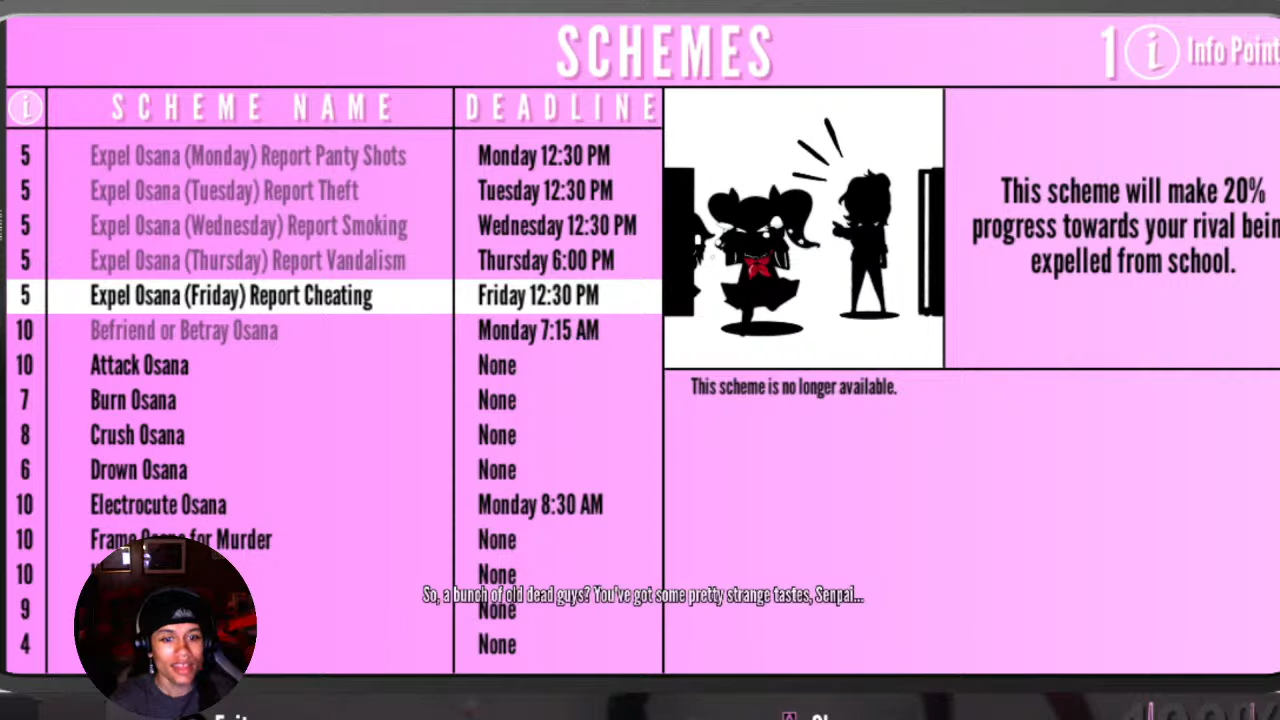 SCHEMES
1 i Info Point
i SCHEME NAME DEADLINE
5 Expel Osana (Monday) Report Panty Shots Monday 12:30 PM
5 Expel Osana (Tuesday) Report Theft Tuesday 12:30 PM
5 Expel Osana (Wednesday) Report Smoking Wednesday 12:30 PM
5 Expel Osana (Thursday) Report Vandalism Thursday 6:00 PM
5 Expel Osana (Friday) Report Cheating Friday 12:30 PM
10 Befriend or Betray Osana Monday 7:15 AM
10 Attack Osana None
7 Burn Osana None
8 Crush Osana None
6 Drown Osana None
10 Electrocute Osana Monday 8:30 AM
10 Frame Osana for Murder None
10 None
9 None
4 None
This scheme will make 20%
progress towards your rival bein
expelled from school.
This scheme is no longer available.
So, a bunch of old dead guys? You've got some pretty strange tastes, Senpai...